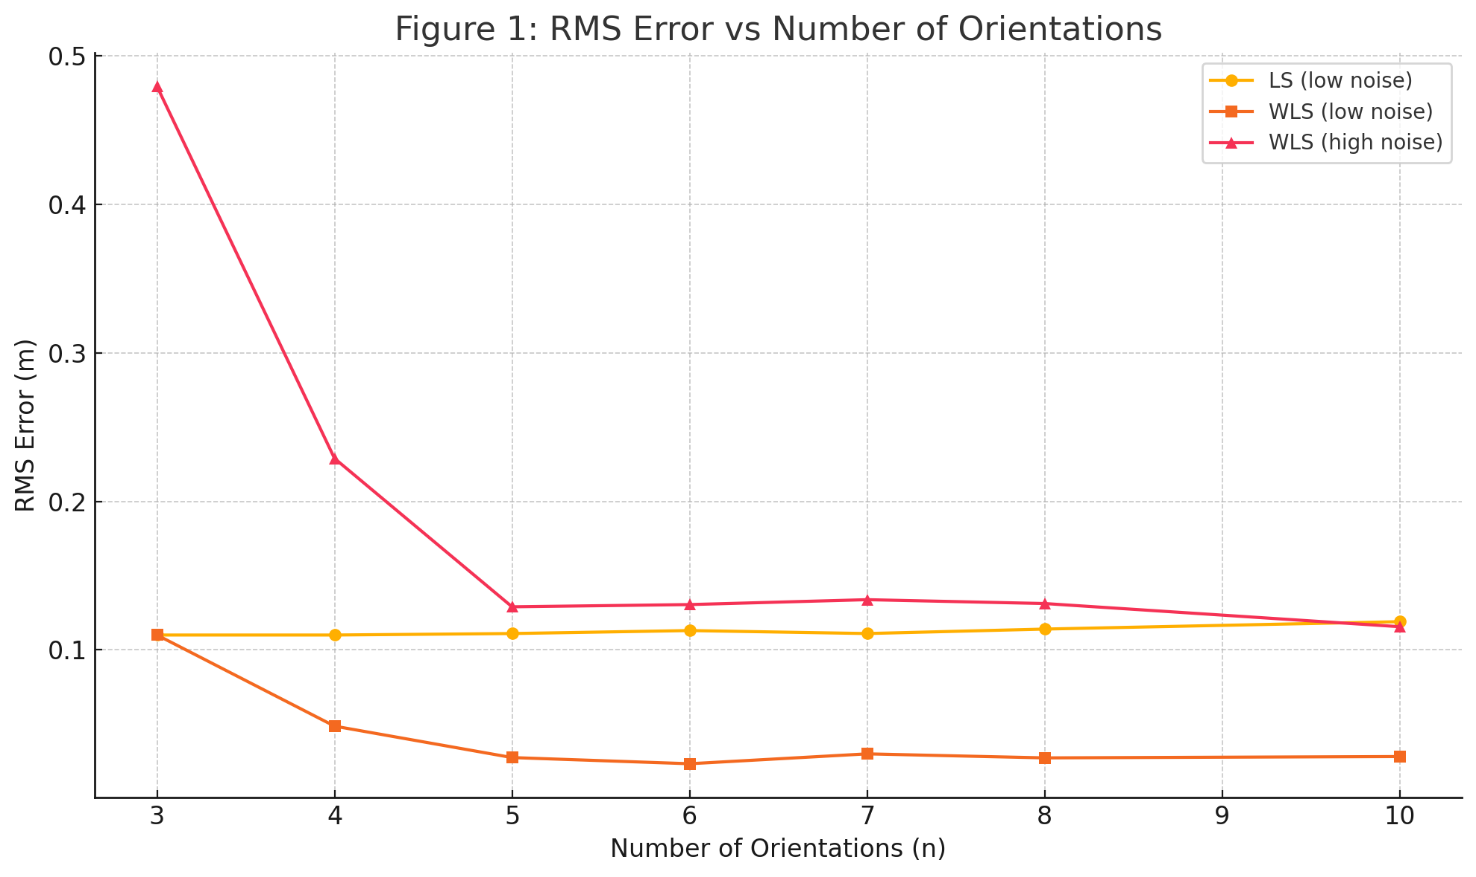 Figure 1: RMS Error vs Number of Orientations
LS (low noise)
WLS (low noise)
WLS (high noise)
RMS Error (m)
0.5
0.4
0.3
0.2
0.1
3 4 5 6 7 8 9 10
Number of Orientations (n)